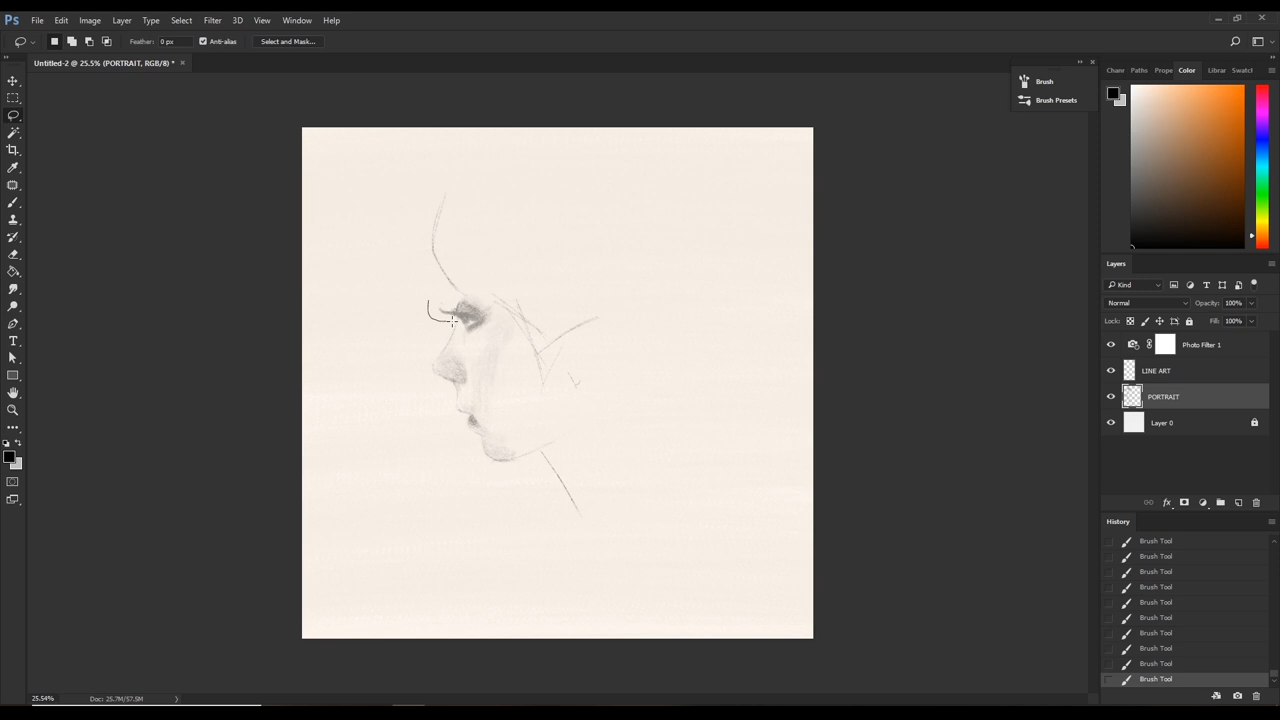 Ps File Edit Image Layer Type Select Filter 3D View Window Help
Feather: 0 px Anti-alias Select and Mask...
Untitled-2 @ 25.5% (PORTRAIT, RGB/8) * ×
Brush
Brush Presets
Chanr Paths Prope Color Librar Swatch
Layers
Kind
Normal Opacity: 100%
Lock: Fill: 100%
Photo Filter 1
LINE ART
PORTRAIT
Layer 0
fx
History
Brush Tool
Brush Tool
Brush Tool
Brush Tool
Brush Tool
Brush Tool
Brush Tool
Brush Tool
Brush Tool
Brush Tool
25.54% Doc: 25.7M/57.5M